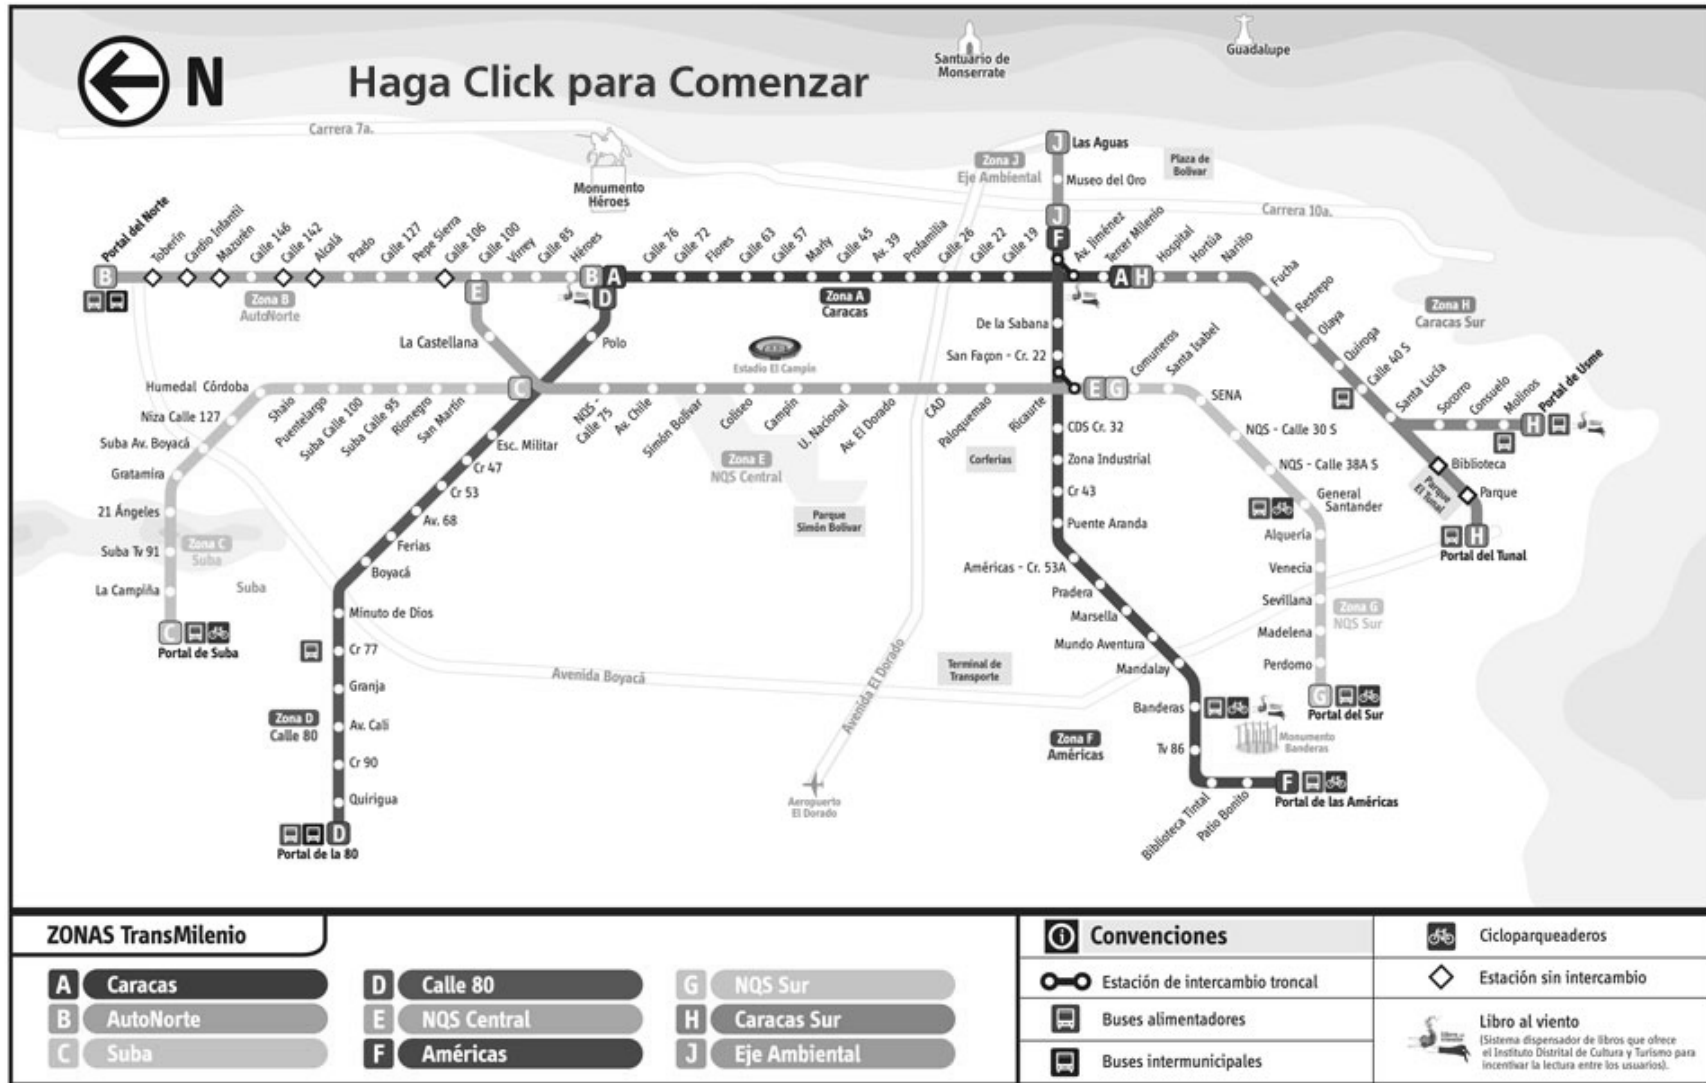 N
Haga Click para Comenzar
Santuario de
Monserrate
Guadalupe
Carrera 7a.
Monumento
Héroes
Zona J
Eje Ambiental
J
Las Aguas
Museo del Oro
Plaza de
Bolívar
J
F
Carrera 10a.
Portal del Norte
Toberín
Cardio Infantil
Mazurén
Calle 146
Calle 142
Alcalá
Prado
Calle 127
Pepe Sierra
Calle 106
Calle 100
Virrey
Calle 85
Héroes
Calle 76
Calle 72
Flores
Calle 63
Calle 57
Marly
Calle 45
Av. 39
Profamilia
Calle 26
Calle 22
Calle 19
Av. Jiménez
Tercer Milenio
Hospital
Hortúa
Nariño
Fucha
Restrepo
Olaya
Quiroga
Calle 40 S
Santa Lucía
Socorro
Consuelo
Molinos
Portal de Usme
B
E
B
A
D
A
H
Zona B
AutoNorte
Zona A
Caracas
Zona H
Caracas Sur
La Castellana
Polo
Estadio El Campín
De la Sabana
San Façon - Cr. 22
Comuneros
Santa Isabel
SENA
Humedal Córdoba
Niza Calle 127
Suba Av. Boyacá
Gratamira
21 Ángeles
Suba Tv 91
La Campiña
C
Portal de Suba
Zona C
Suba
Suba
Shaio
Puentelargo
Suba Calle 100
Suba Calle 95
Rionegro
San Martín
C
NQS -
Calle 75
Av. Chile
Simón Bolívar
Coliseo
Campín
U. Nacional
Av. El Dorado
CAD
Paloquemao
Ricaurte
E
G
Zona E
NQS Central
Parque
Simón Bolívar
Corferias
Esc. Militar
Cr 47
Cr 53
Av. 68
Ferias
Boyacá
Minuto de Dios
Cr 77
Granja
Av. Cali
Cr 90
Quirigua
D
Portal de la 80
Zona D
Calle 80
Avenida Boyacá
Avenida El Dorado
Aeropuerto
El Dorado
Terminal de
Transporte
CDS Cr. 32
Zona Industrial
Cr 43
Puente Aranda
Américas - Cr. 53A
Pradera
Marsella
Mundo Aventura
Mandalay
Banderas
Tv 86
Biblioteca Tintal
Patio Bonito
F
Portal de las Américas
Zona F
Américas
Monumento
Banderas
NQS - Calle 30 S
NQS - Calle 38A S
General
Santander
Alquería
Venecia
Sevillana
Madelena
Perdomo
G
Portal del Sur
Zona G
NQS Sur
H
Biblioteca
Parque
Parque
El Tunal
H
Portal del Tunal
ZONAS TransMilenio
A Caracas
B AutoNorte
C Suba
D Calle 80
E NQS Central
F Américas
G NQS Sur
H Caracas Sur
J Eje Ambiental
Convenciones
Estación de intercambio troncal
Buses alimentadores
Buses intermunicipales
Cicloparqueaderos
Estación sin intercambio
Libro al viento
(Sistema dispensador de libros que ofrece
el Instituto Distrital de Cultura y Turismo para
incentivar la lectura entre los usuarios).